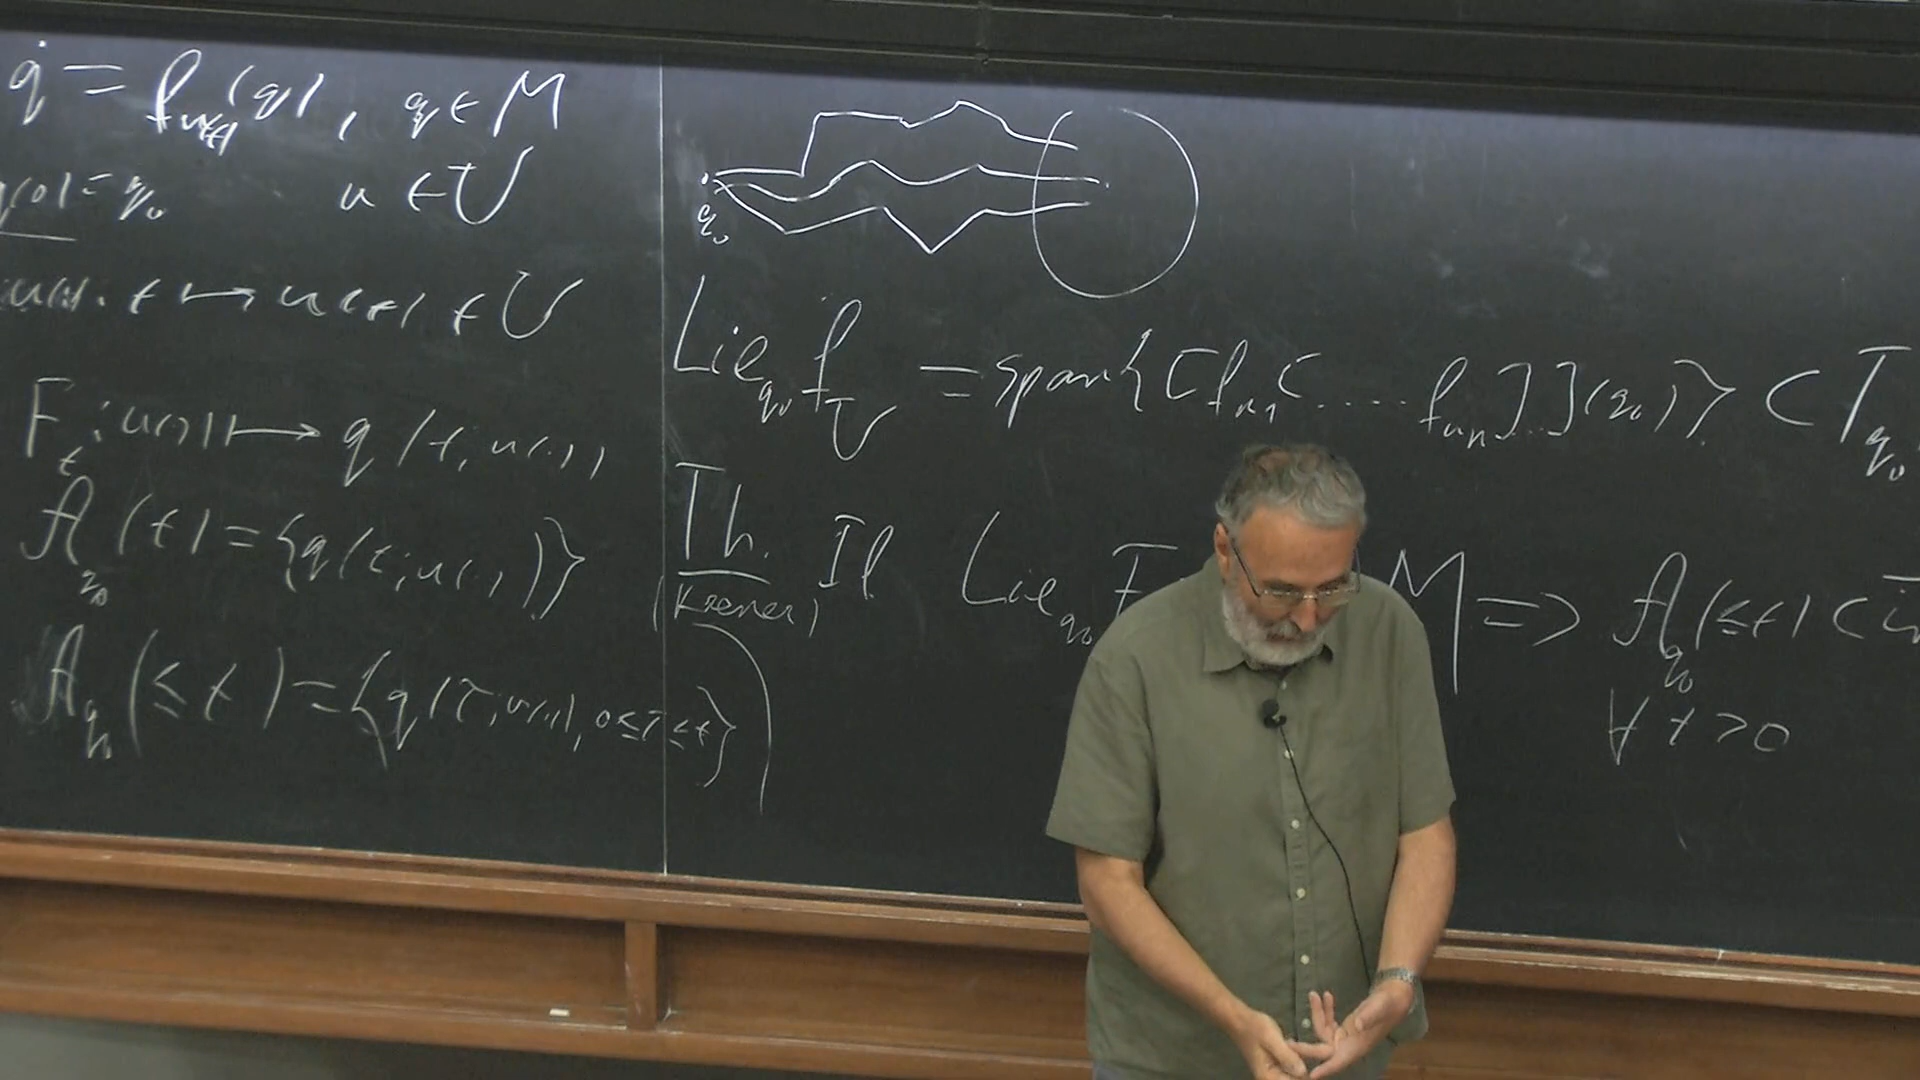 q̇ = f_{u(t)}(q), q ∈ M
q(0) = q₀ u ∈ U
u(·): t ↦ u(t) ∈ U
F_t : u(·) ↦ q(t; u(·))
A_{q₀}(t) = {q(t; u(·))}
A_{q₀}(≤ t) = {q(τ; u(·)), 0 ≤ τ ≤ t}
q₀
Lie_{q₀} f_U = span{[f_{u₁}[.....f_{uₙ}]...](q₀)} ⊂ T_{q₀}
Th. If Lie_{q₀} M ⇒ A_{q₀}(≤ t) ⊂
(Krener) ∀ t > 0